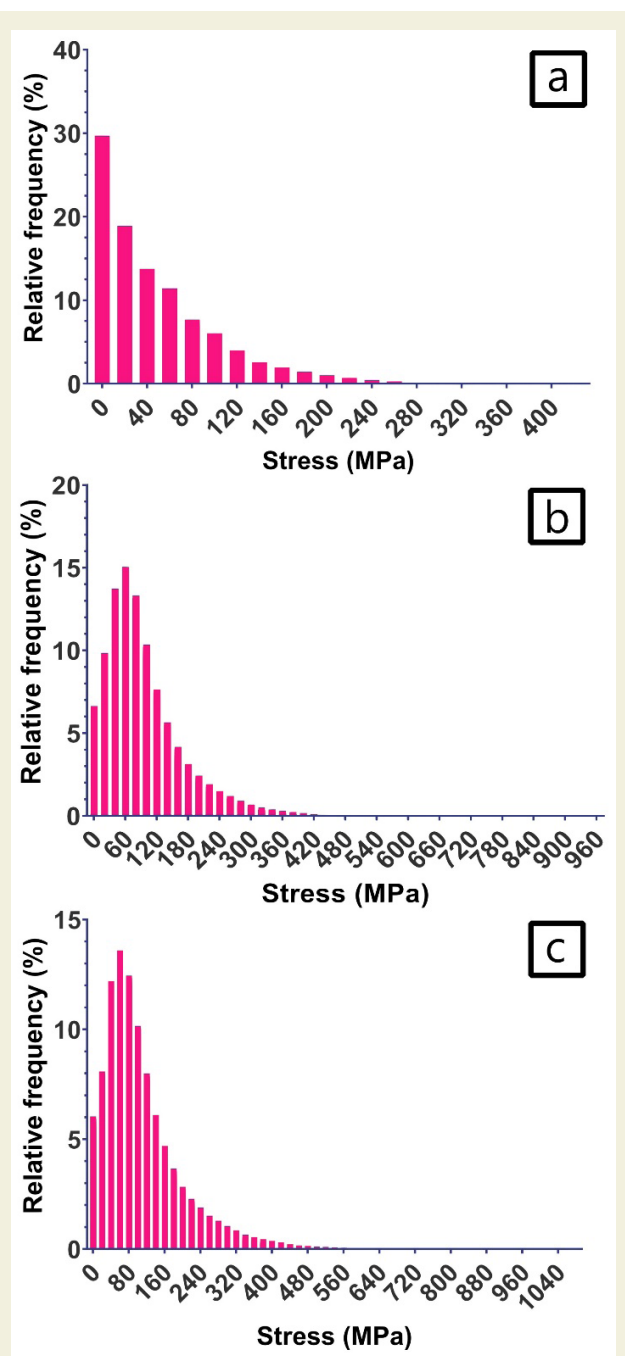 a
Relative frequency (%)
40
30
20
10
0
0 40 80 120 160 200 240 280 320 360 400
Stress (MPa)
b
Relative frequency (%)
20
15
10
5
0
0 60 120 180 240 300 360 420 480 540 600 660 720 780 840 900 960
Stress (MPa)
c
Relative frequency (%)
15
10
5
0
0 80 160 240 320 400 480 560 640 720 800 880 960 1040
Stress (MPa)